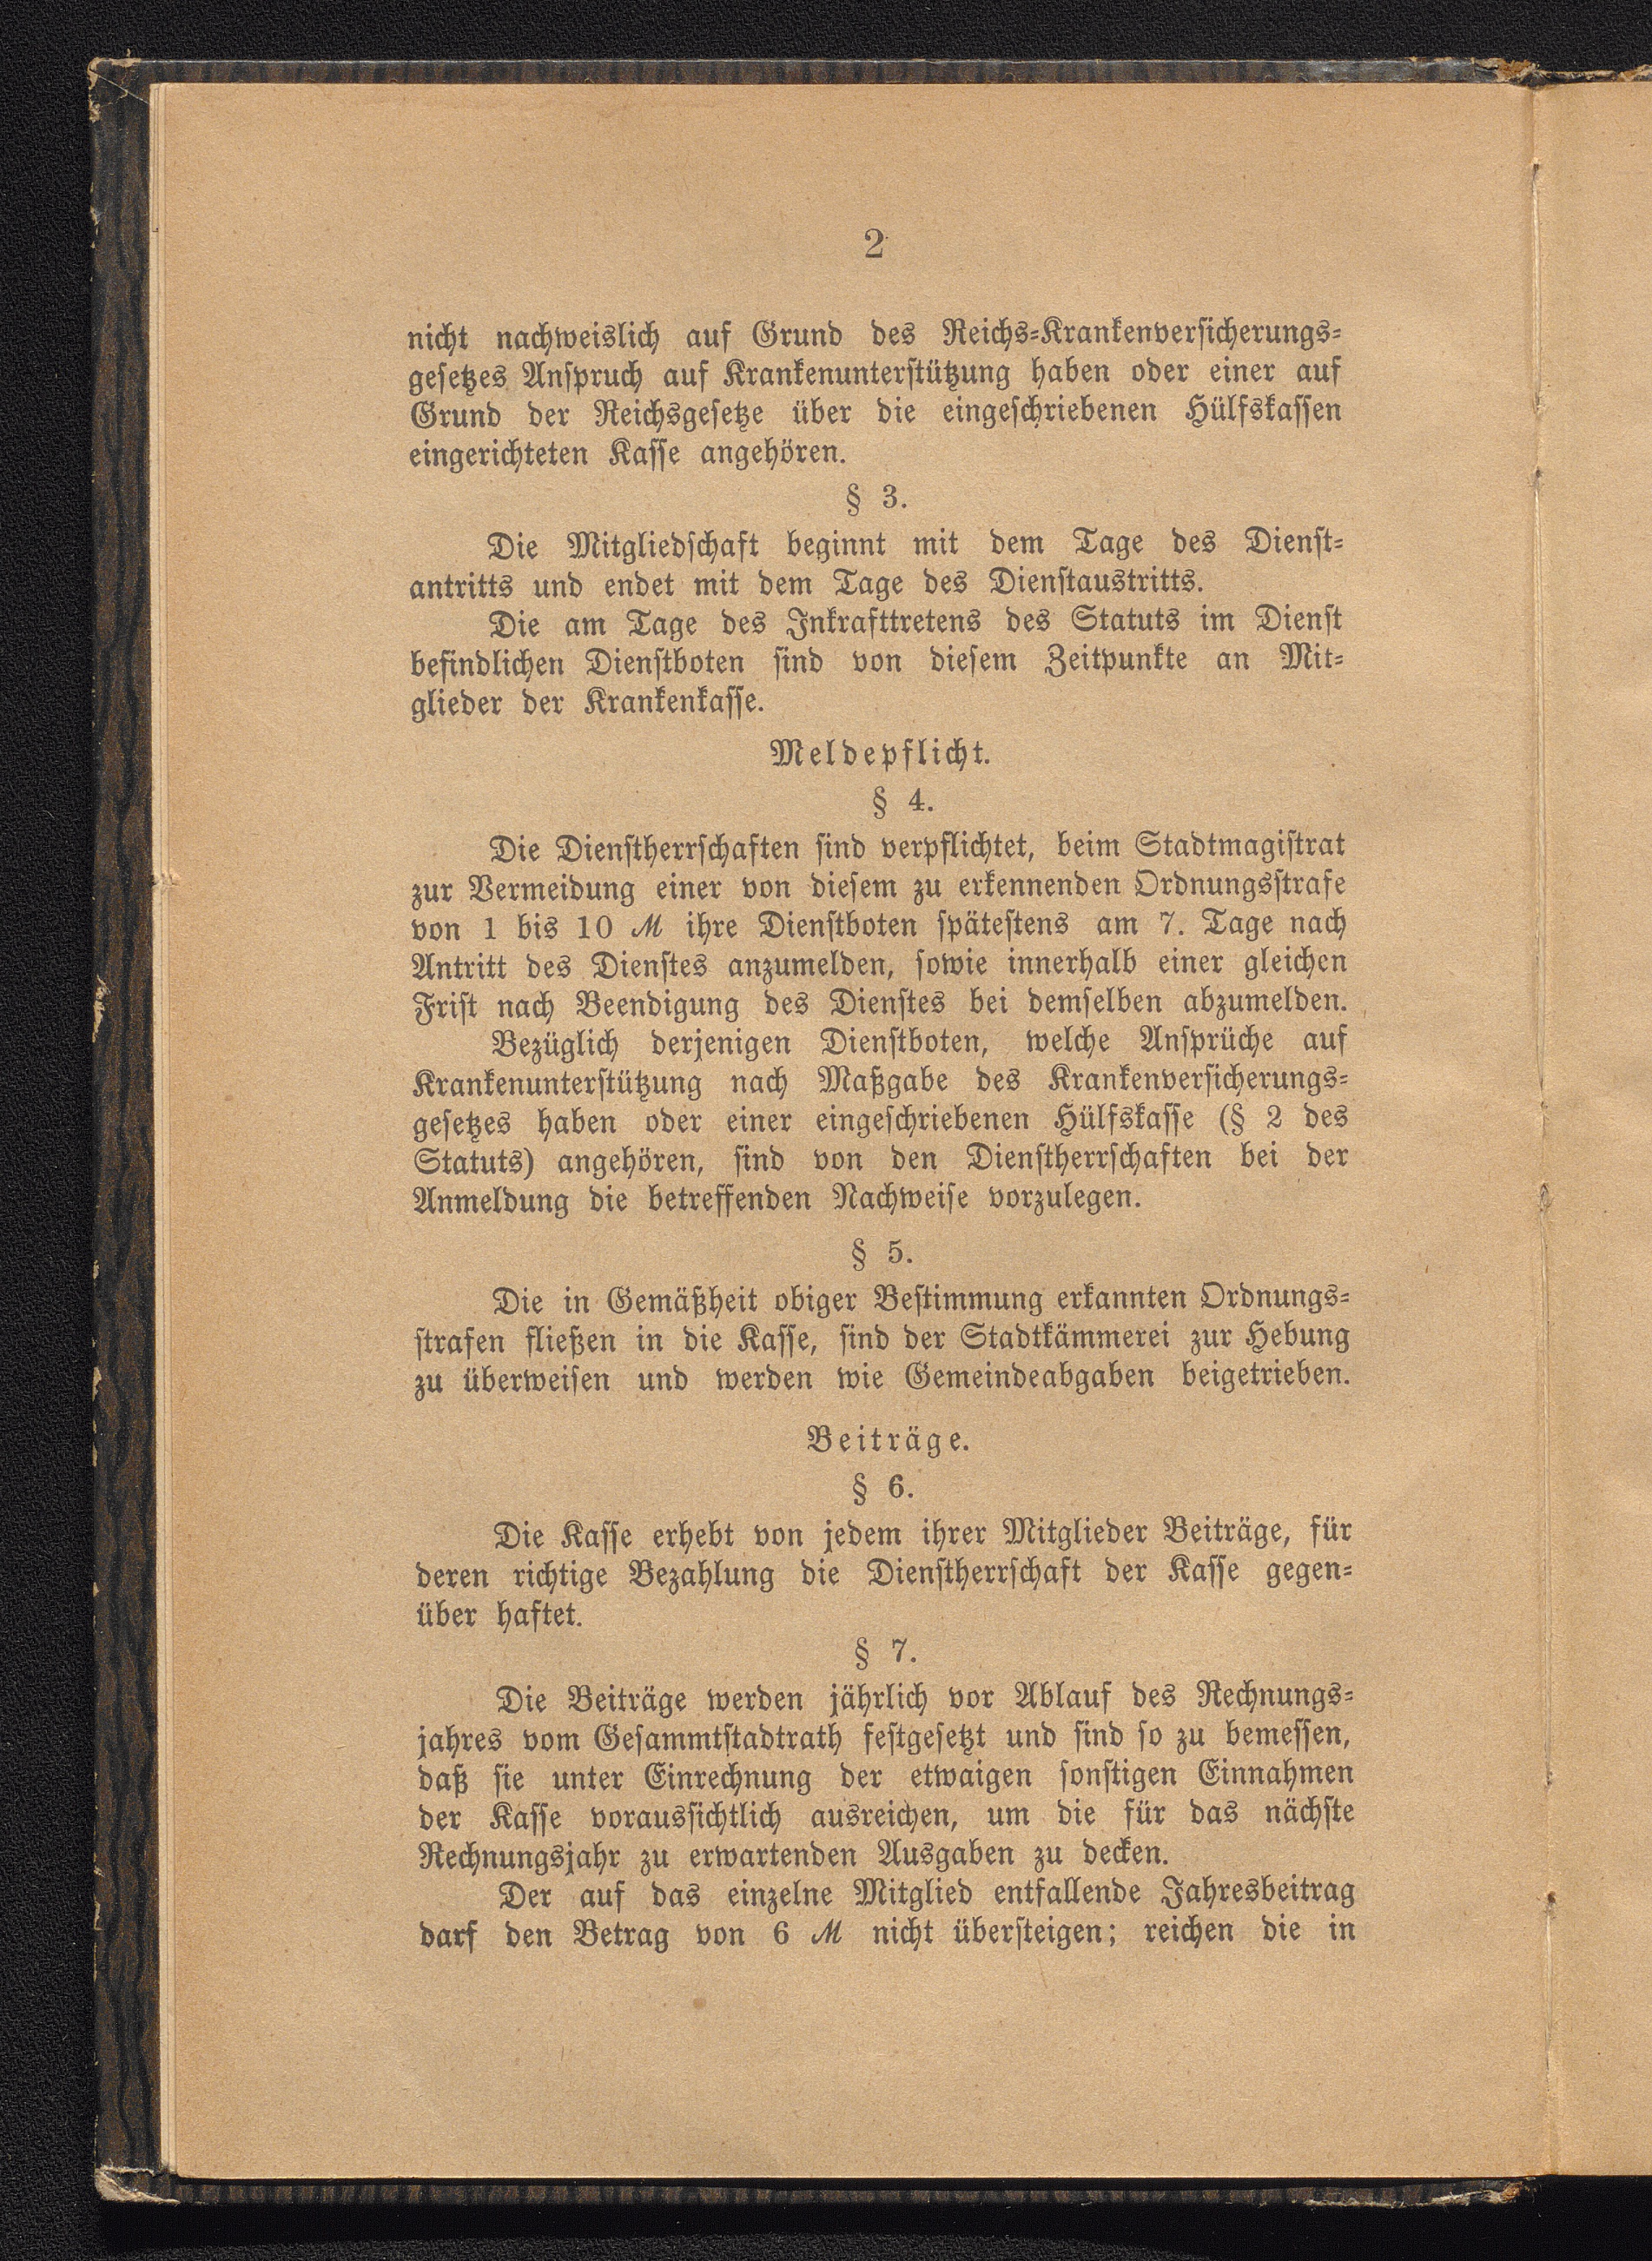 2
nicht nachweislich auf Grund des Reichs-Krankenversicherungs-
gesetzes Anspruch auf Krankenunterstützung haben oder einer auf
Grund der Reichsgesetze über die eingeschriebenen Hülfskassen
eingerichteten Kasse angehören.
§ 3.
Die Mitgliedschaft beginnt mit dem Tage des Dienst-
antritts und endet mit dem Tage des Dienstaustritts.
Die am Tage des Inkrafttretens des Statuts im Dienst
befindlichen Dienstboten sind von diesem Zeitpunkte an Mit-
glieder der Krankenkasse.
Meldepflicht.
§ 4.
Die Dienstherrschaften sind verpflichtet, beim Stadtmagistrat
zur Vermeidung einer von diesem zu erkennenden Ordnungsstrafe
von 1 bis 10 ℳ ihre Dienstboten spätestens am 7. Tage nach
Antritt des Dienstes anzumelden, sowie innerhalb einer gleichen
Frist nach Beendigung des Dienstes bei demselben abzumelden.
Bezüglich derjenigen Dienstboten, welche Ansprüche auf
Krankenunterstützung nach Maßgabe des Krankenversicherungs-
gesetzes haben oder einer eingeschriebenen Hülfskasse (§ 2 des
Statuts) angehören, sind von den Dienstherrschaften bei der
Anmeldung die betreffenden Nachweise vorzulegen.
§ 5.
Die in Gemäßheit obiger Bestimmung erkannten Ordnungs-
strafen fließen in die Kasse, sind der Stadtkämmerei zur Hebung
zu überweisen und werden wie Gemeindeabgaben beigetrieben.
Beiträge.
§ 6.
Die Kasse erhebt von jedem ihrer Mitglieder Beiträge, für
deren richtige Bezahlung die Dienstherrschaft der Kasse gegen-
über haftet.
§ 7.
Die Beiträge werden jährlich vor Ablauf des Rechnungs-
jahres vom Gesammtstadtrath festgesetzt und sind so zu bemessen,
daß sie unter Einrechnung der etwaigen sonstigen Einnahmen
der Kasse voraussichtlich ausreichen, um die für das nächste
Rechnungsjahr zu erwartenden Ausgaben zu decken.
Der auf das einzelne Mitglied entfallende Jahresbeitrag
darf den Betrag von 6 ℳ nicht übersteigen; reichen die in